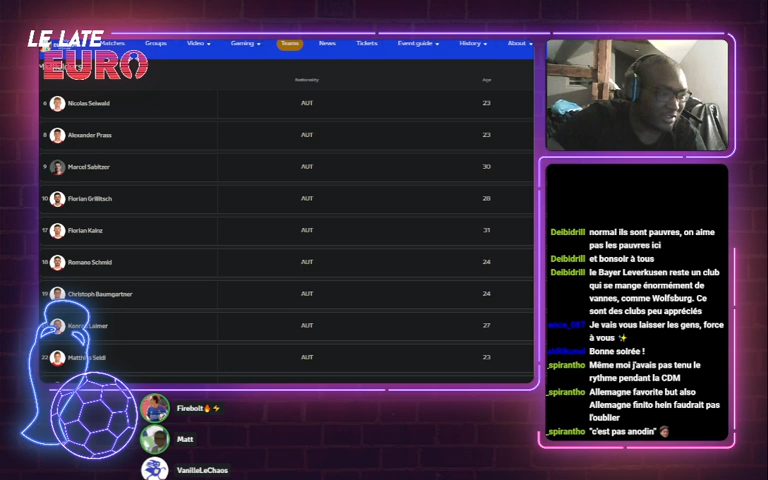 LE LATE
EURO
Matches
Groups
Video
Gaming
Teams
News
Tickets
Event guide
History
About
Nationality
Age
6 Nicolas Seiwald AUT 23
8 Alexander Prass AUT 23
9 Marcel Sabitzer AUT 30
10 Florian Grillitsch AUT 28
17 Florian Kainz AUT 31
18 Romano Schmid AUT 24
19 Christoph Baumgartner AUT 24
Laimer AUT 27
22 Matthias Seidl AUT 23
Firebolt🔥⚡
Matt
VanilleLeChaos
Deibidrill normal ils sont pauvres, on aime
pas les pauvres ici
Deibidrill et bonsoir à tous
Deibidrill le Bayer Leverkusen reste un club
qui se mange énormément de
vannes, comme Wolfsburg. Ce
sont des clubs peu appréciés
Je vais vous laisser les gens, force
à vous ✨
Bonne soirée !
_spirantho Même moi j'avais pas tenu le
rythme pendant la CDM
_spirantho Allemagne favorite but also
Allemagne finito hein faudrait pas
l'oublier
_spirantho "c'est pas anodin"